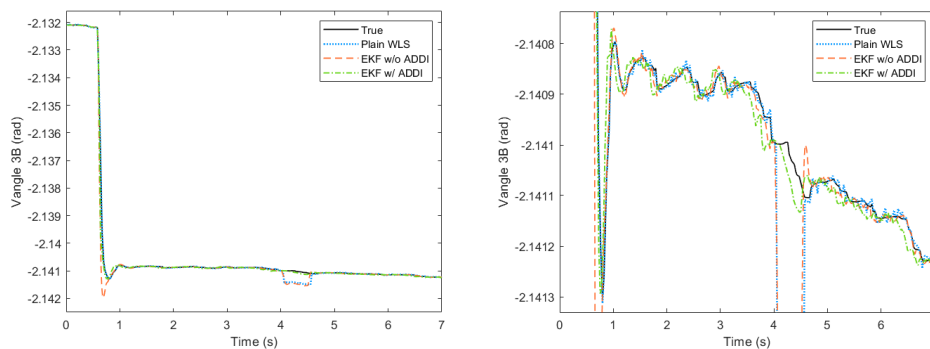 -2.132
-2.133
-2.134
-2.135
-2.136
-2.137
-2.138
-2.139
-2.14
-2.141
-2.142
Vangle 3B (rad)
0 1 2 3 4 5 6 7
Time (s)
True
Plain WLS
EKF w/o ADDI
EKF w/ ADDI
-2.1408
-2.1409
-2.141
-2.1411
-2.1412
-2.1413
Vangle 3B (rad)
0 1 2 3 4 5 6
Time (s)
True
Plain WLS
EKF w/o ADDI
EKF w/ ADDI